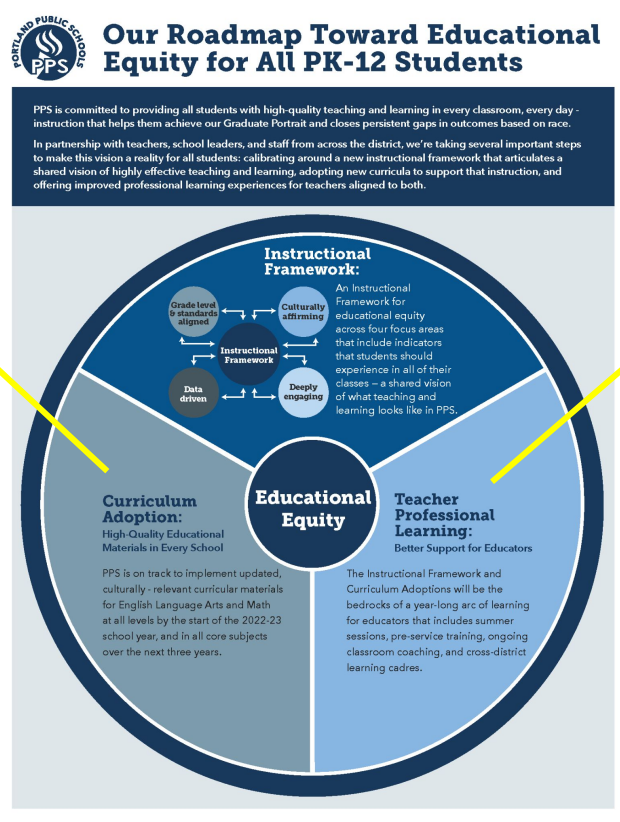 PORTLAND PUBLIC SCHOOLS
PPS
Our Roadmap Toward Educational
Equity for All PK-12 Students
PPS is committed to providing all students with high-quality teaching and learning in every classroom, every day -
instruction that helps them achieve our Graduate Portrait and closes persistent gaps in outcomes based on race.
In partnership with teachers, school leaders, and staff from across the district, we're taking several important steps
to make this vision a reality for all students: calibrating around a new instructional framework that articulates a
shared vision of highly effective teaching and learning, adopting new curricula to support that instruction, and
offering improved professional learning experiences for teachers aligned to both.
Instructional
Framework:
Grade level
& standards
aligned
Culturally
affirming
Instructional
Framework
Data
driven
Deeply
engaging
An Instructional
Framework for
educational equity
across four focus areas
that include indicators
that students should
experience in all of their
classes – a shared vision
of what teaching and
learning looks like in PPS.
Educational
Equity
Curriculum
Adoption:
High-Quality Educational
Materials in Every School
PPS is on track to implement updated,
culturally - relevant curricular materials
for English Language Arts and Math
at all levels by the start of the 2022-23
school year, and in all core subjects
over the next three years.
Teacher
Professional
Learning:
Better Support for Educators
The Instructional Framework and
Curriculum Adoptions will be the
bedrocks of a year-long arc of learning
for educators that includes summer
sessions, pre-service training, ongoing
classroom coaching, and cross-district
learning cadres.